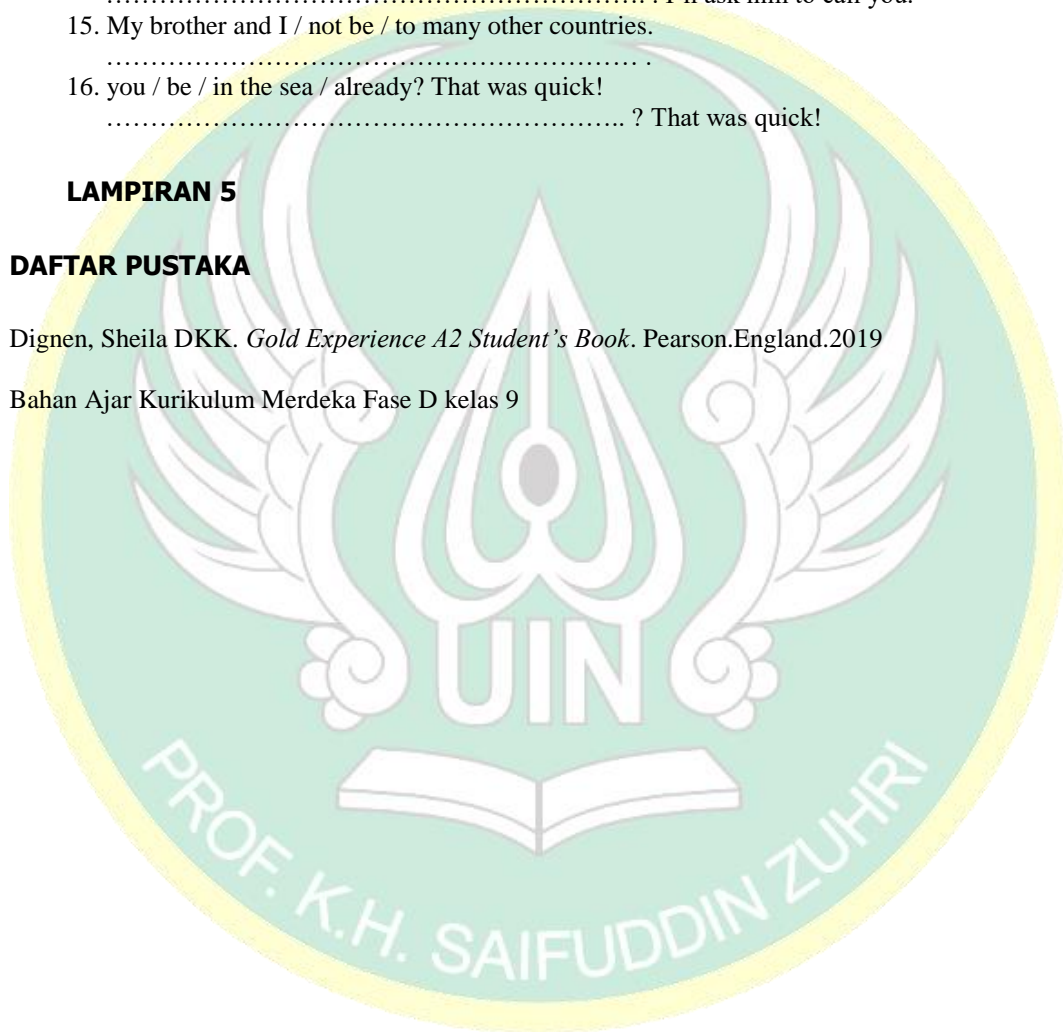 …………………………………………………… . I'll ask him to call you.
15. My brother and I / not be / to many other countries.
…………………………………………………… .
16. you / be / in the sea / already? That was quick!
………………………………………………….. ? That was quick!
LAMPIRAN 5
DAFTAR PUSTAKA
Dignen, Sheila DKK. Gold Experience A2 Student’s Book. Pearson.England.2019
Bahan Ajar Kurikulum Merdeka Fase D kelas 9
UIN
PROF. K.H. SAIFUDDIN ZUHRI